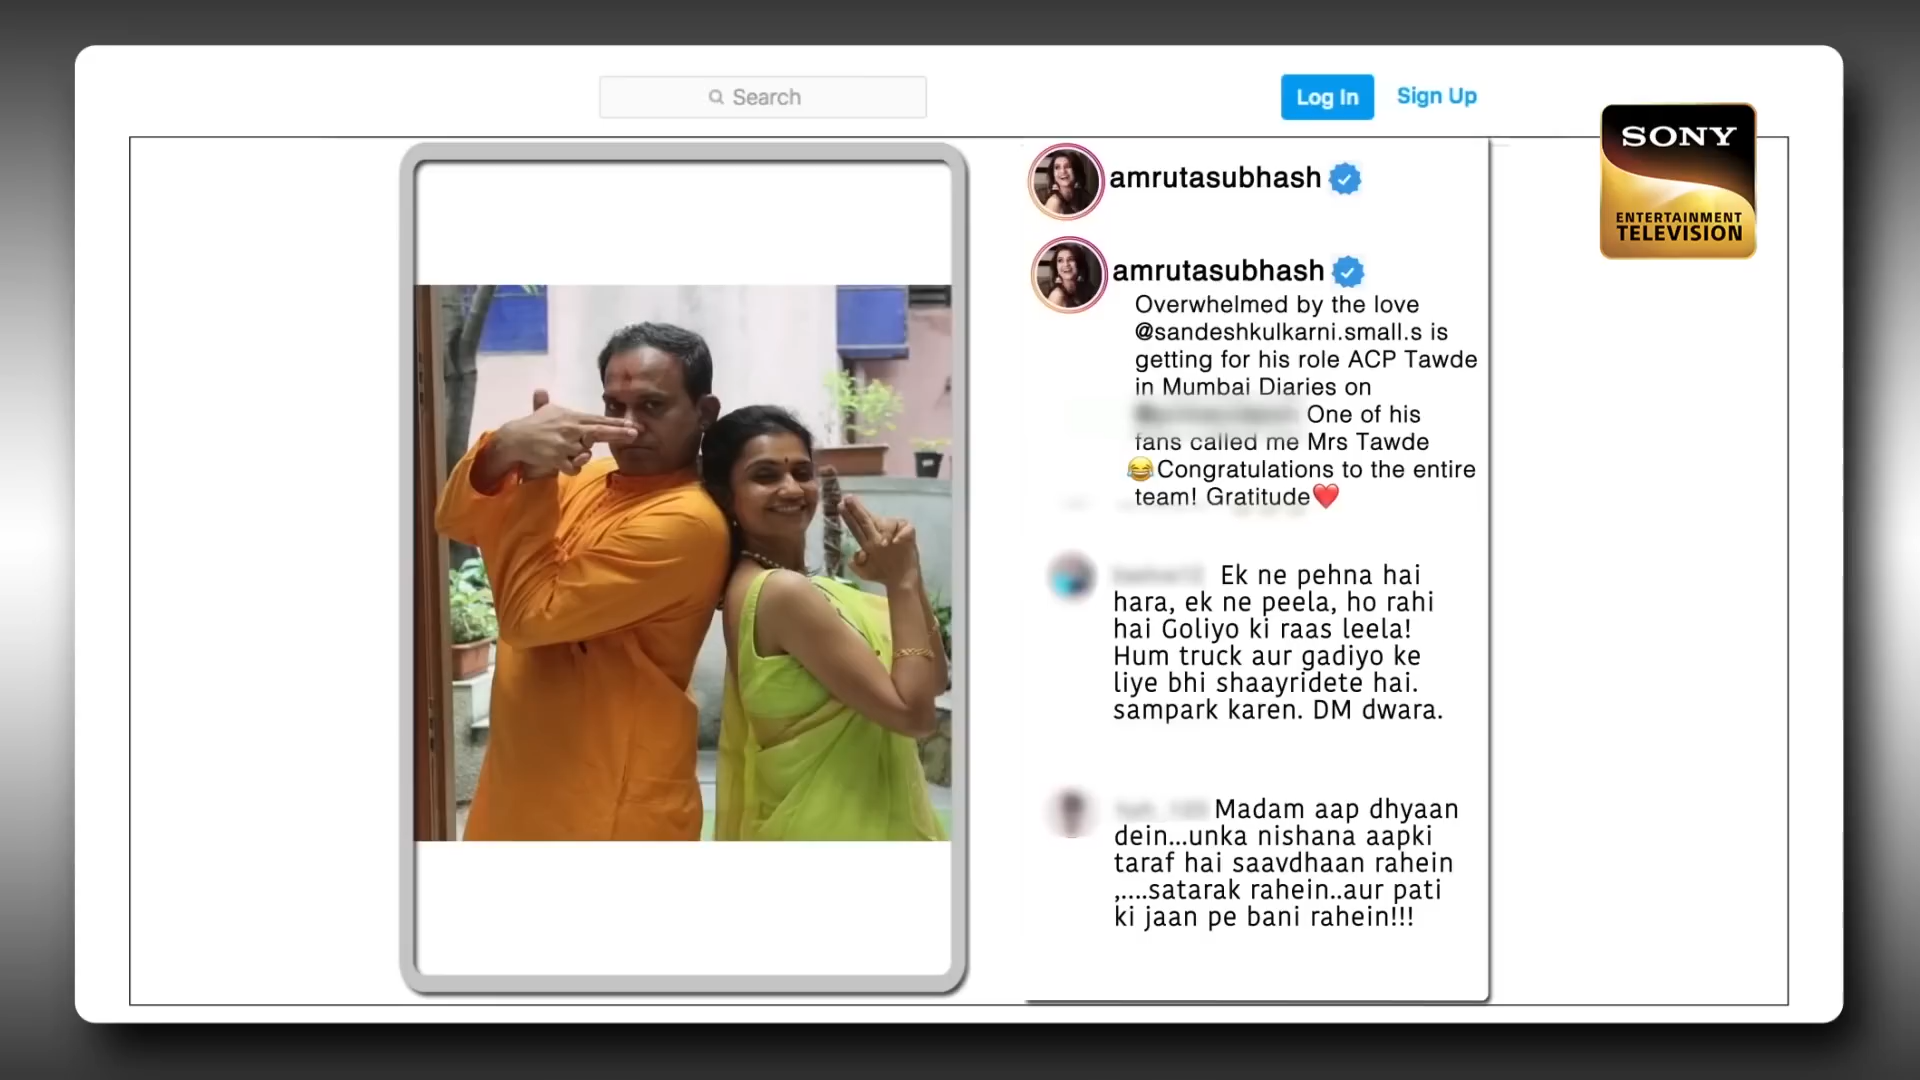 Search
Log In
Sign Up
SONY
ENTERTAINMENT
TELEVISION
amrutasubhash
amrutasubhash
Overwhelmed by the love
@sandeshkulkarni.small.s is
getting for his role ACP Tawde
in Mumbai Diaries on
One of his
fans called me Mrs Tawde
😂Congratulations to the entire
team! Gratitude❤️
Ek ne pehna hai
hara, ek ne peela, ho rahi
hai Goliyo ki raas leela!
Hum truck aur gadiyo ke
liye bhi shaayridete hai.
sampark karen. DM dwara.
Madam aap dhyaan
dein...unka nishana aapki
taraf hai saavdhaan rahein
,....satarak rahein..aur pati
ki jaan pe bani rahein!!!